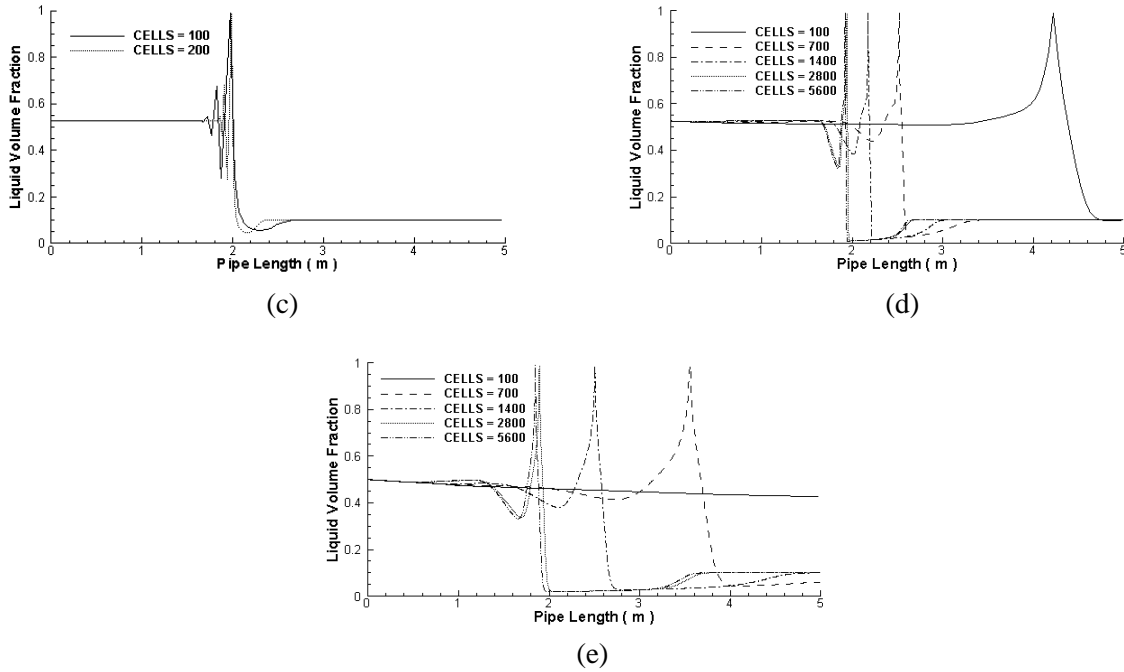 Liquid Volume Fraction
1
0.8
0.6
0.4
0.2
0
CELLS = 100
CELLS = 200
0
1
2
3
4
5
Pipe Length ( m )
(c)
Liquid Volume Fraction
1
0.8
0.6
0.4
0.2
0
CELLS = 100
CELLS = 700
CELLS = 1400
CELLS = 2800
CELLS = 5600
0
1
2
3
4
5
Pipe Length ( m )
(d)
Liquid Volume Fraction
1
0.8
0.6
0.4
0.2
0
CELLS = 100
CELLS = 700
CELLS = 1400
CELLS = 2800
CELLS = 5600
0
1
2
3
4
5
Pipe Length ( m )
(e)